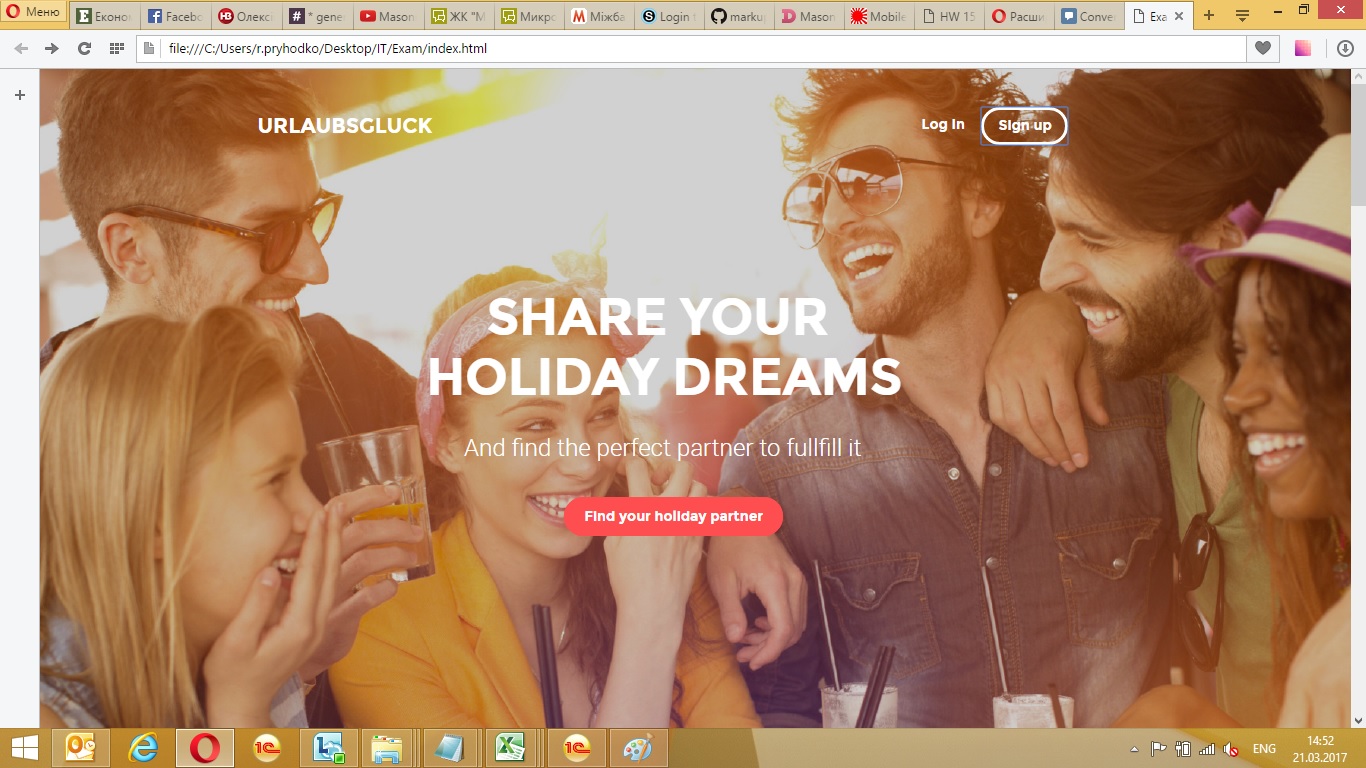 Меню
Економ
Facebo
Олексі
* gene
Mason
ЖК "М
Микро
Міжба
Login t
marku
Mason
Mobile
HW 15
Расши
Conve
Exa
file:///C:/Users/r.pryhodko/Desktop/IT/Exam/index.html
URLAUBSGLUCK
Log In
Sign up
SHARE YOUR
HOLIDAY DREAMS
And find the perfect partner to fullfill it
Find your holiday partner
ENG
14:52
21.03.2017